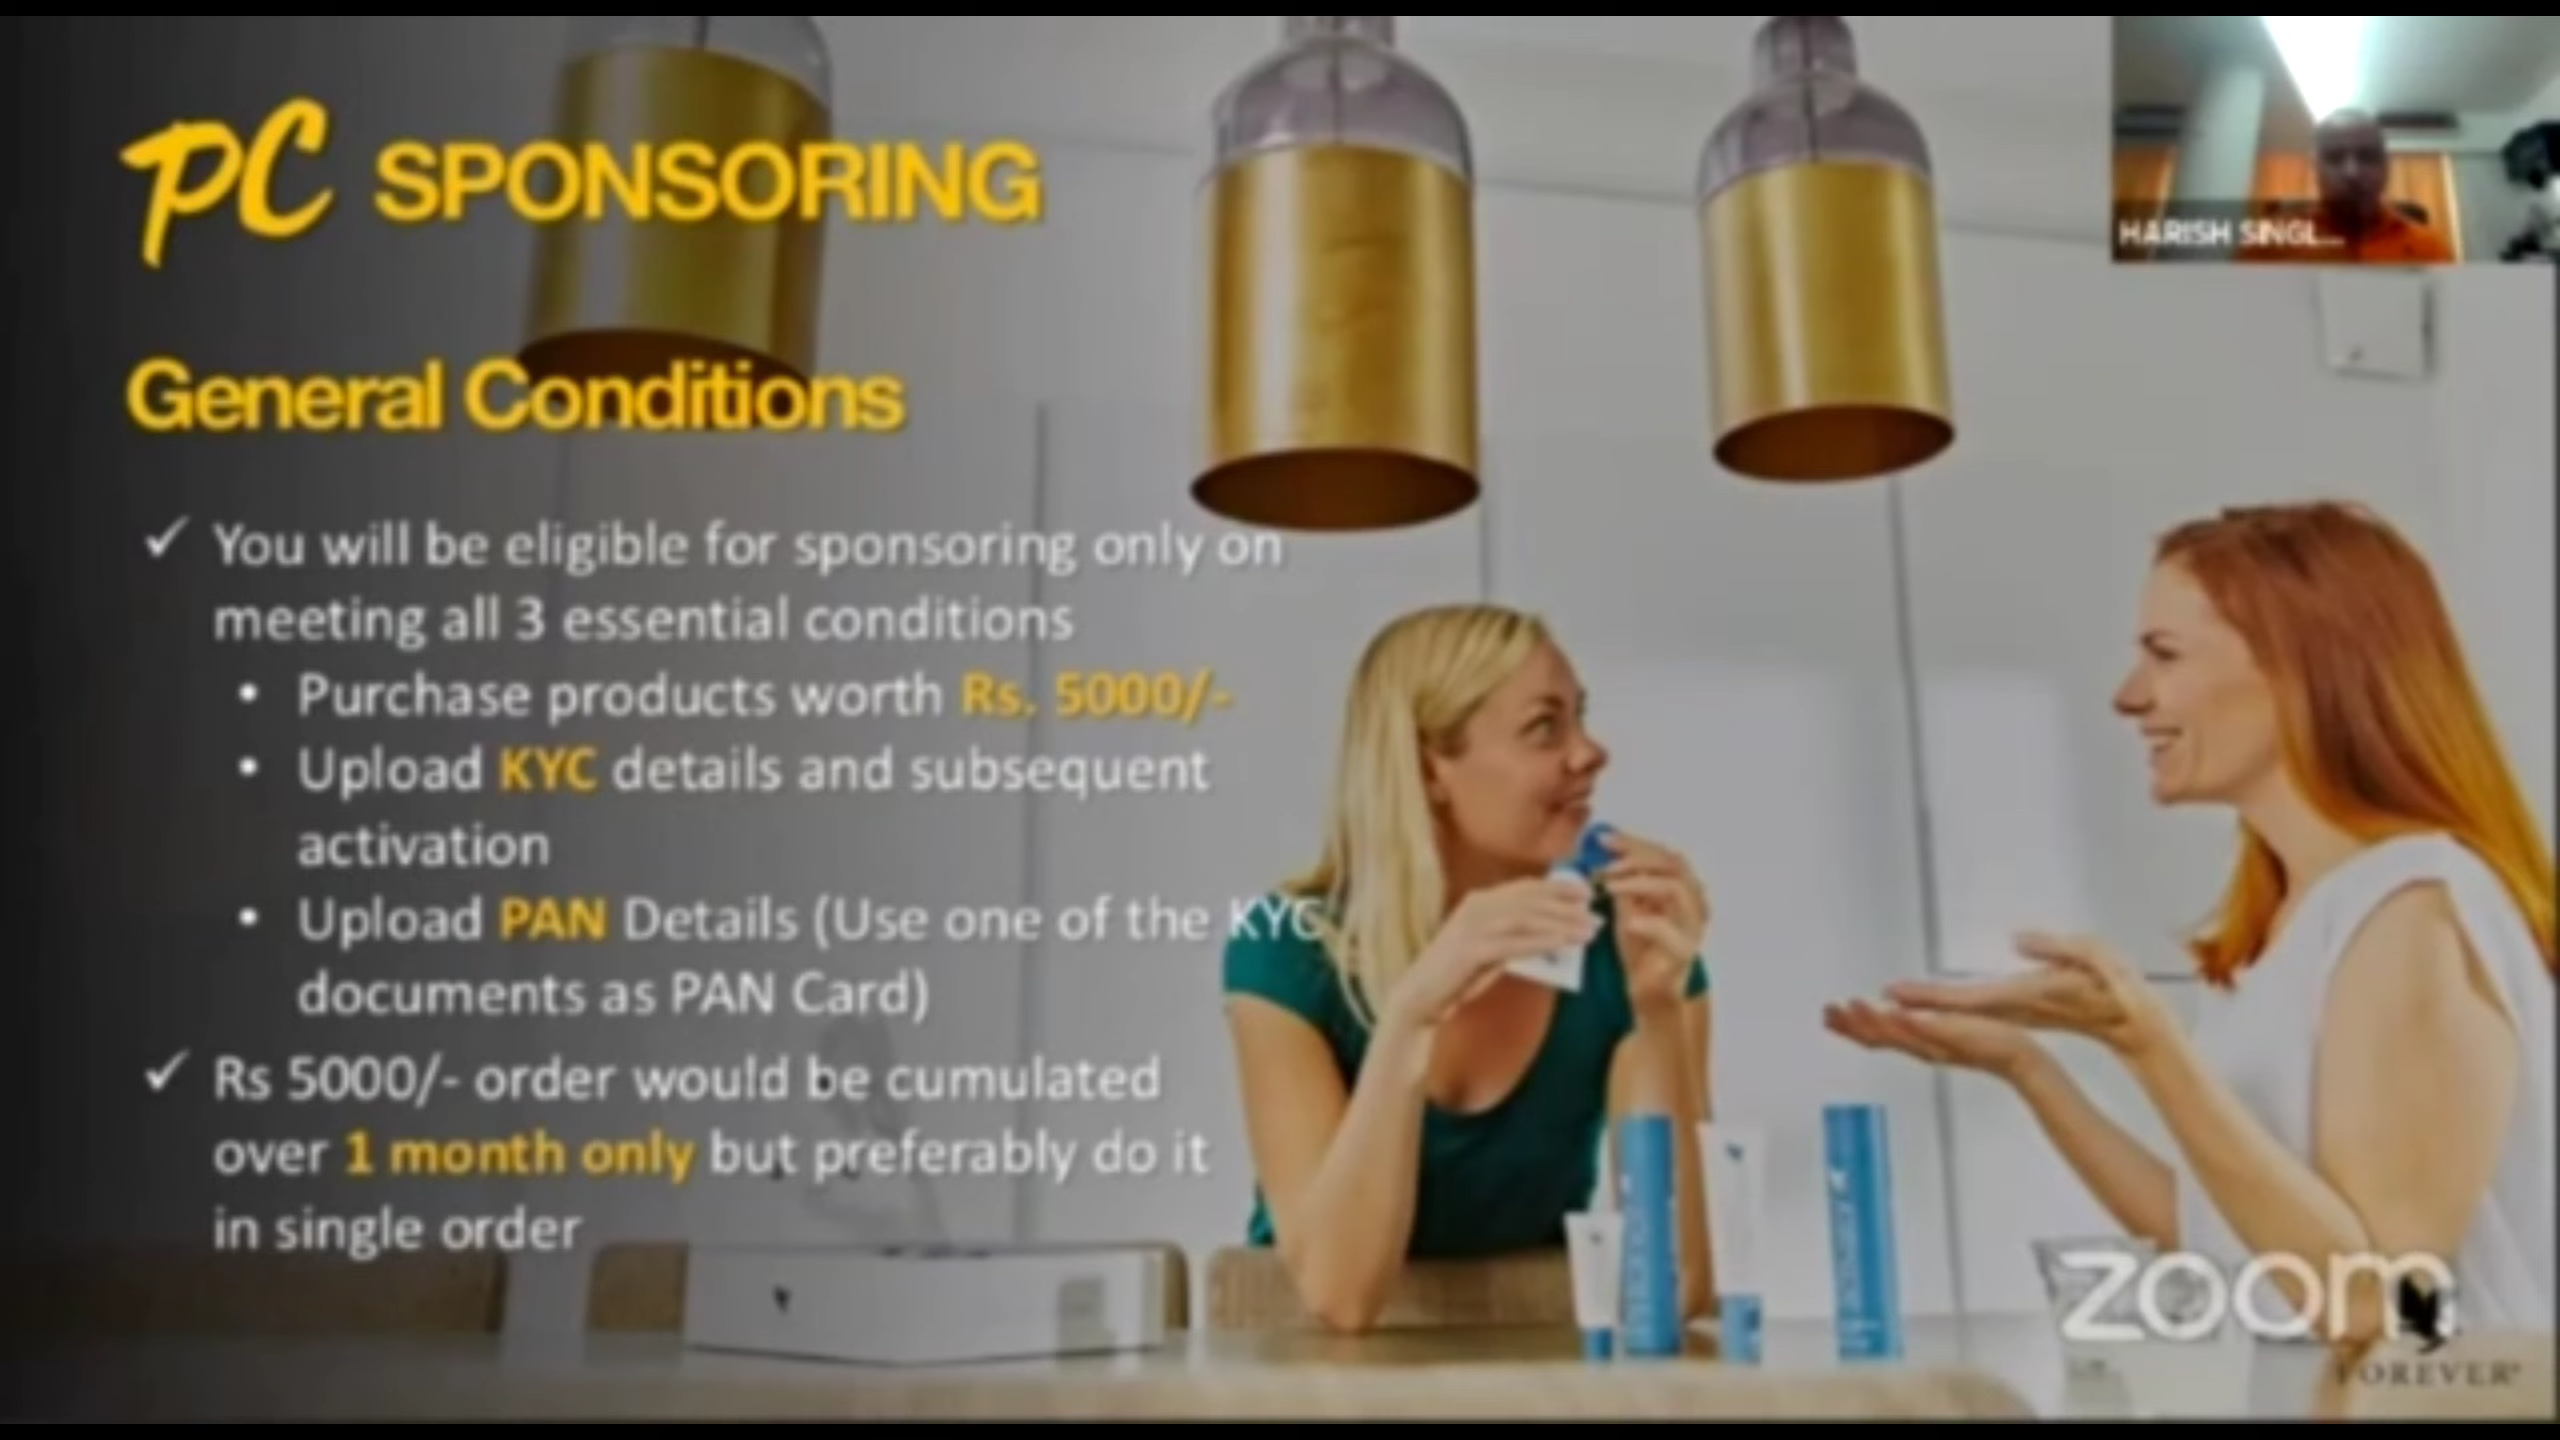 PC SPONSORING
HARISH SINGL...
General Conditions
✓ You will be eligible for sponsoring only on
meeting all 3 essential conditions
• Purchase products worth Rs. 5000/-
• Upload KYC details and subsequent
activation
• Upload PAN Details (Use one of the KYC
documents as PAN Card)
✓ Rs 5000/- order would be cumulated
over 1 month only but preferably do it
in single order
zoom
FOREVER